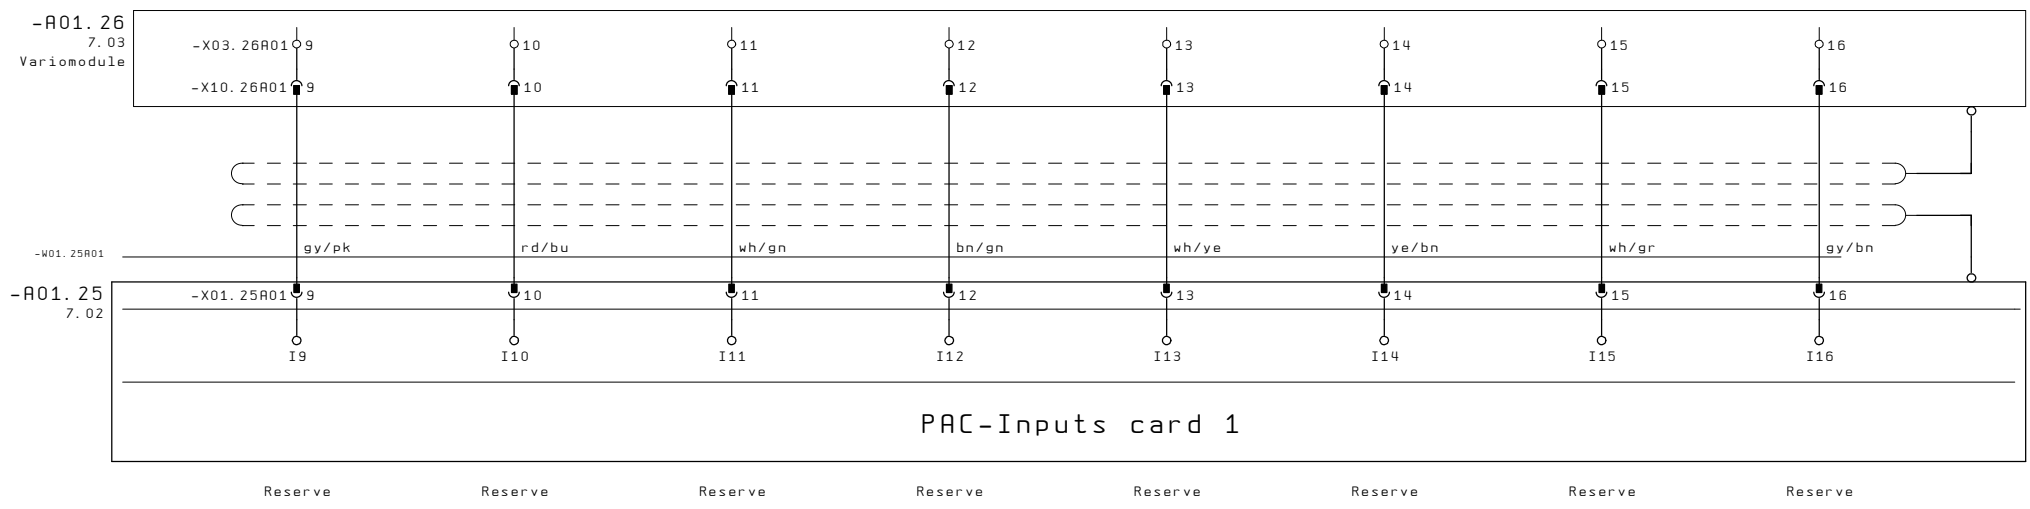 -A01.26
7.03
Variomodule
-X03.26A01 9 10 11 12 13 14 15 16
-X10.26A01 9 10 11 12 13 14 15 16
gy/pk rd/bu wh/gn bn/gn wh/ye ye/bn wh/gr gy/bn
-W01.25A01
-A01.25
7.02
-X01.25A01 9 10 11 12 13 14 15 16
I9 I10 I11 I12 I13 I14 I15 I16
PAC-Inputs card 1
Reserve Reserve Reserve Reserve Reserve Reserve Reserve Reserve